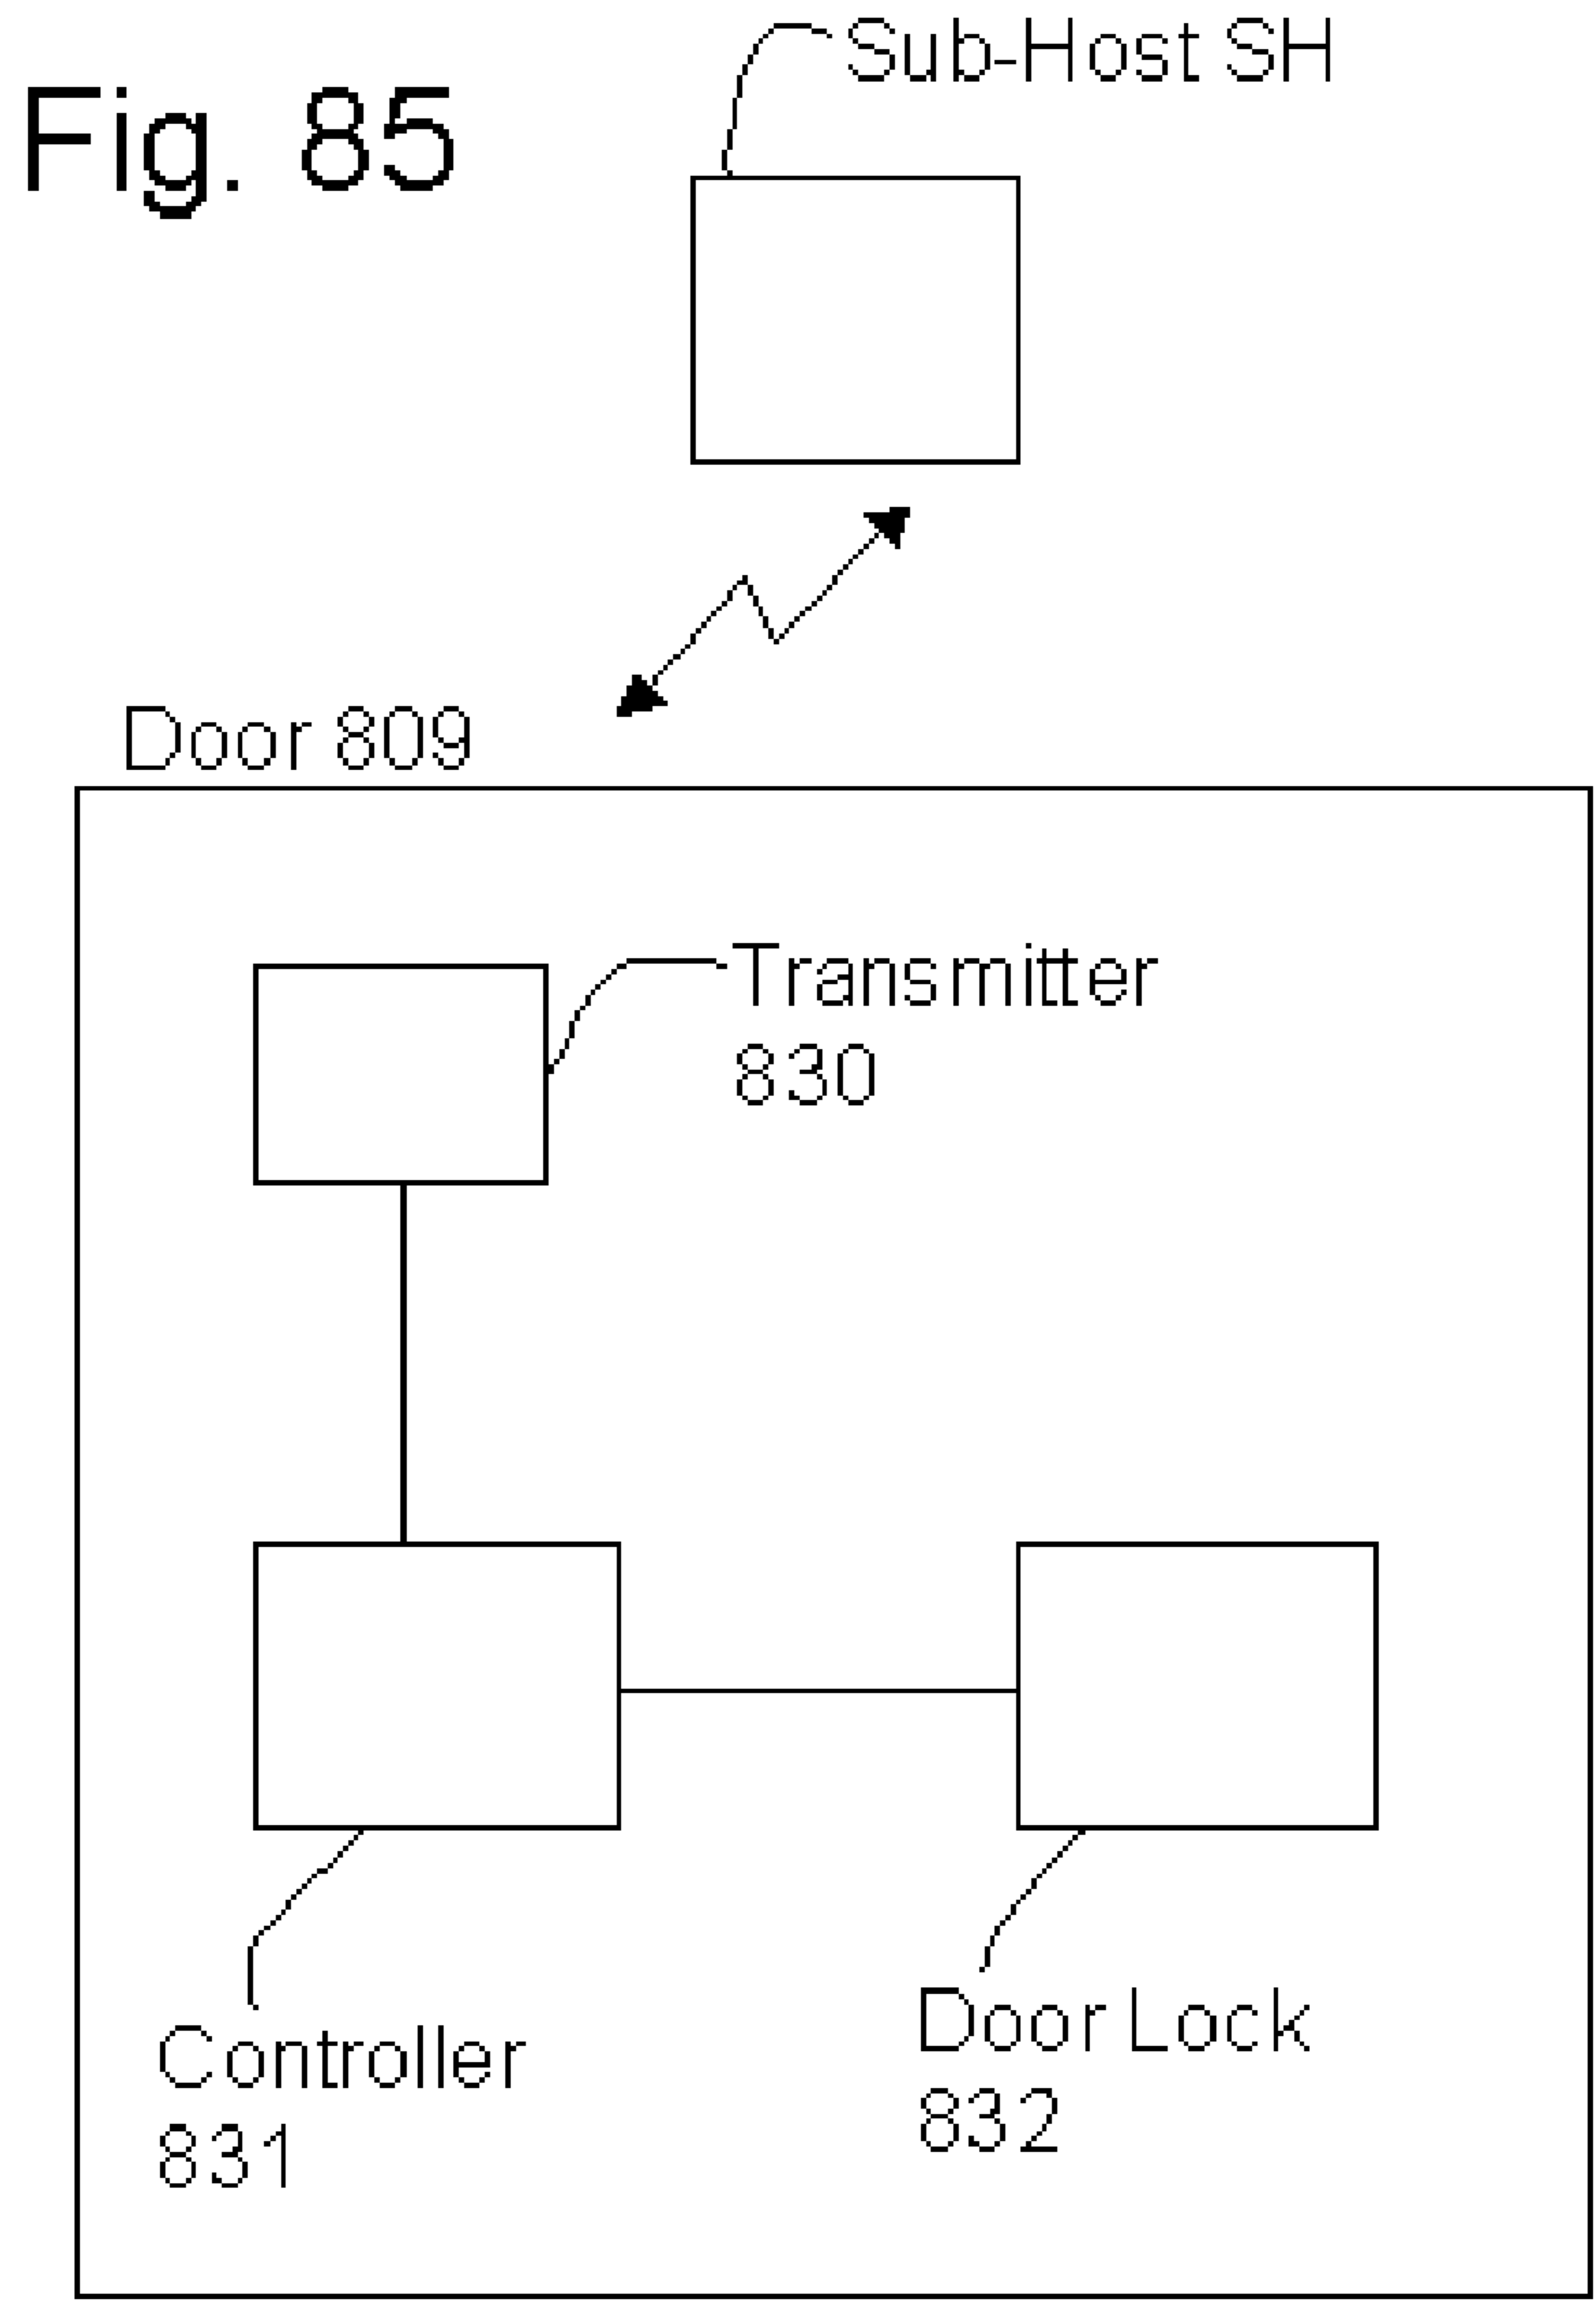 Sub-Host SH
Fig. 85
Door 809
Transmitter
830
Controller
831
Door Lock
832